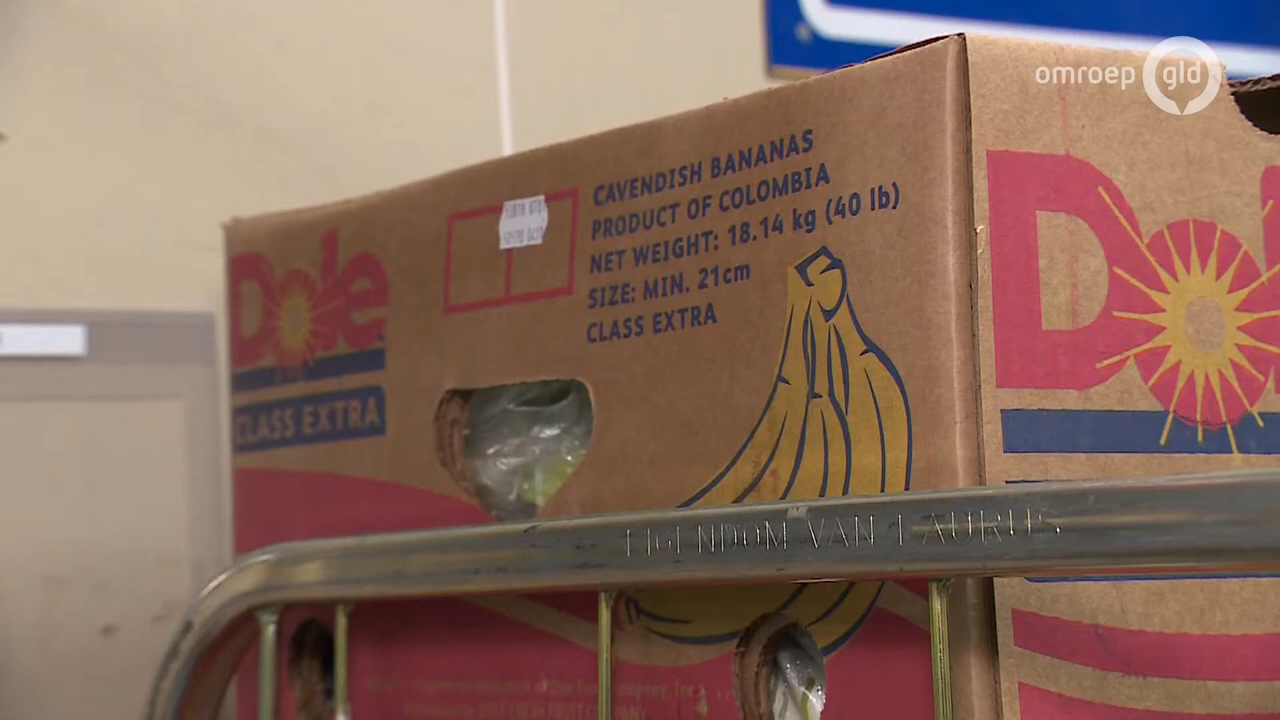 omroep gld
CAVENDISH BANANAS
PRODUCT OF COLOMBIA
NET WEIGHT: 18.14 kg (40 lb)
SIZE: MIN. 21cm
CLASS EXTRA
Dole
CLASS EXTRA
Dol
EIGENDOM VAN LAURUS